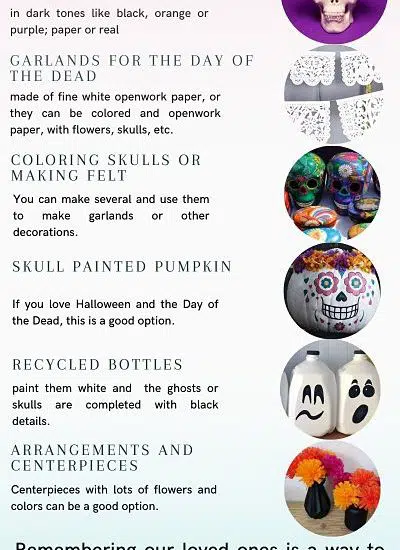 in dark tones like black, orange or
purple; paper or real
GARLANDS FOR THE DAY OF
THE DEAD
made of fine white openwork paper, or
they can be colored and openwork
paper, with flowers, skulls, etc.
COLORING SKULLS OR
MAKING FELT
You can make several and use them
to make garlands or other
decorations.
SKULL PAINTED PUMPKIN
If you love Halloween and the Day of
the Dead, this is a good option.
RECYCLED BOTTLES
paint them white and the ghosts or
skulls are completed with black
details.
ARRANGEMENTS AND
CENTERPIECES
Centerpieces with lots of flowers and
colors can be a good option.
Remembering our loved ones is a way to